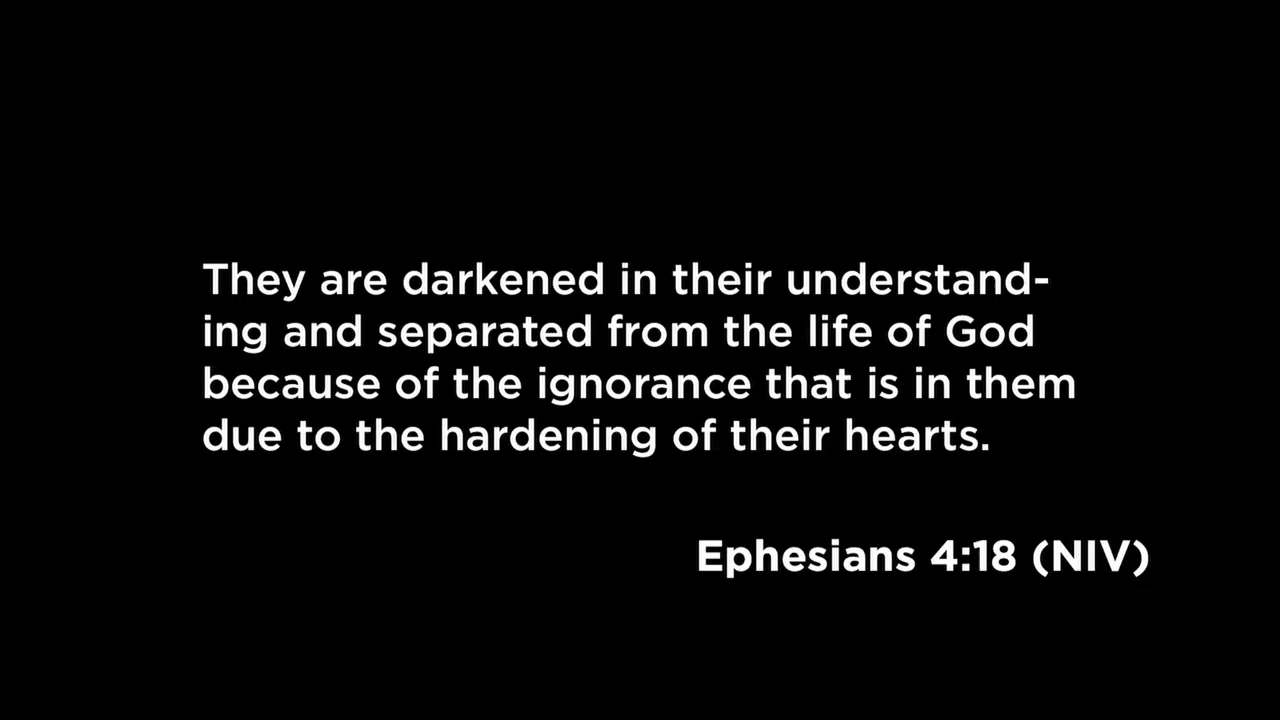 They are darkened in their understand-
ing and separated from the life of God
because of the ignorance that is in them
due to the hardening of their hearts.
Ephesians 4:18 (NIV)